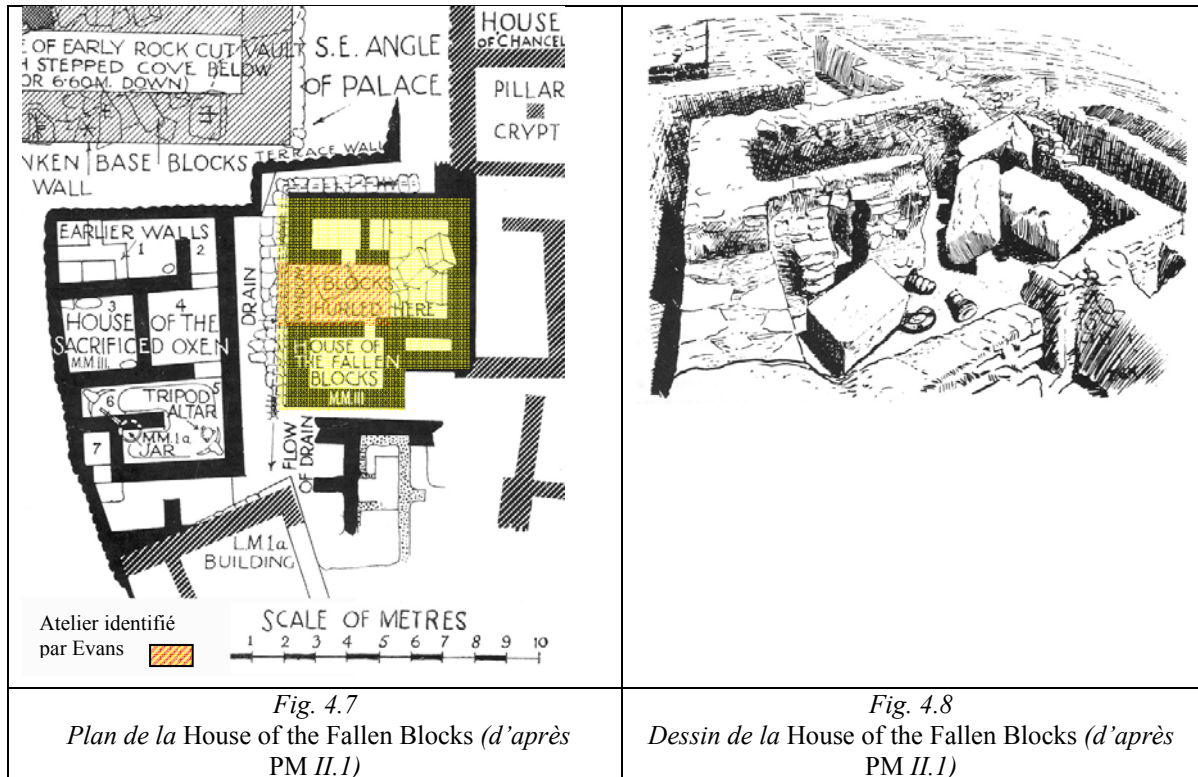 E OF EARLY ROCK CUT
H STEPPED COVE BELOW
OR 6·60M. DOWN)
S.E. ANGLE
OF PALACE
HOUSE
OF CHANCEL
PILLAR
CRYPT
NKEN BASE BLOCKS
WALL
TERRACE WALL
EARLIER WALLS
1
2
3
4
HOUSE OF THE
SACRIFICED OXEN
M.M III.
DRAIN
BLOCKS
HURLED HERE
HOUSE OF
THE FALLEN
BLOCKS
M.M.III
6
TRIPOD
5
ALTAR
M.M.1a
JAR
7
FLOW
OF DRAIN
L.M.1a
BUILDING
Atelier identifié
par Evans
SCALE OF METRES
1 2 3 4 5 6 7 8 9 10
Fig. 4.7
Plan de la House of the Fallen Blocks (d'après
PM II.1)
Fig. 4.8
Dessin de la House of the Fallen Blocks (d'après
PM II.1)